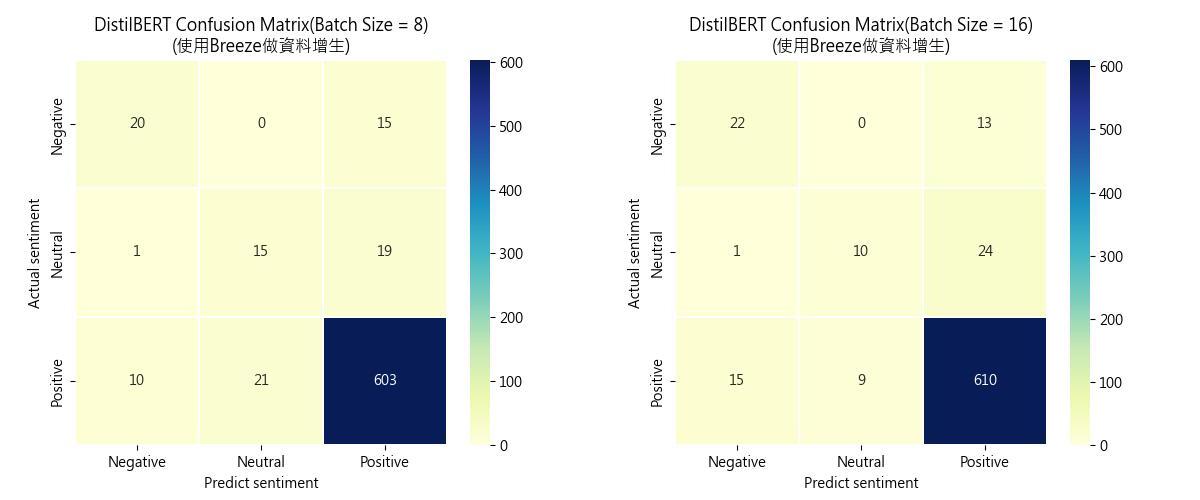 DistilBERT Confusion Matrix(Batch Size = 8)
(使用Breeze做資料增生)
Actual sentiment
Negative
Neutral
Positive
20 0 15
1 15 19
10 21 603
Negative Neutral Positive
Predict sentiment
600
500
400
300
200
100
0
DistilBERT Confusion Matrix(Batch Size = 16)
(使用Breeze做資料增生)
Actual sentiment
Negative
Neutral
Positive
22 0 13
1 10 24
15 9 610
Negative Neutral Positive
Predict sentiment
600
500
400
300
200
100
0